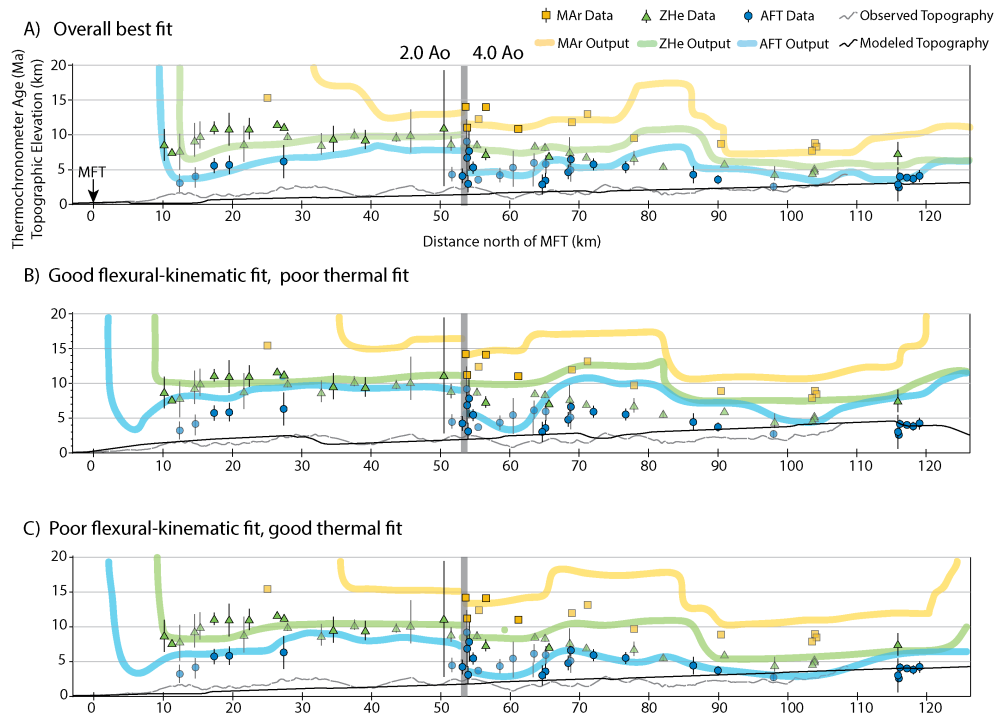 MAr Data ZHe Data AFT Data Observed Topography
A) Overall best fit
MAr Output ZHe Output AFT Output Modeled Topography
2.0 Ao 4.0 Ao
Thermochronometer Age (Ma)
Topographic Elevation (km)
20
15
10
5
0
MFT
0 10 20 30 40 50 60 70 80 90 100 110 120
Distance north of MFT (km)
B) Good flexural-kinematic fit, poor thermal fit
20
15
10
5
0
0 10 20 30 40 50 60 70 80 90 100 110 120
C) Poor flexural-kinematic fit, good thermal fit
20
15
10
5
0
0 10 20 30 40 50 60 70 80 90 100 110 120